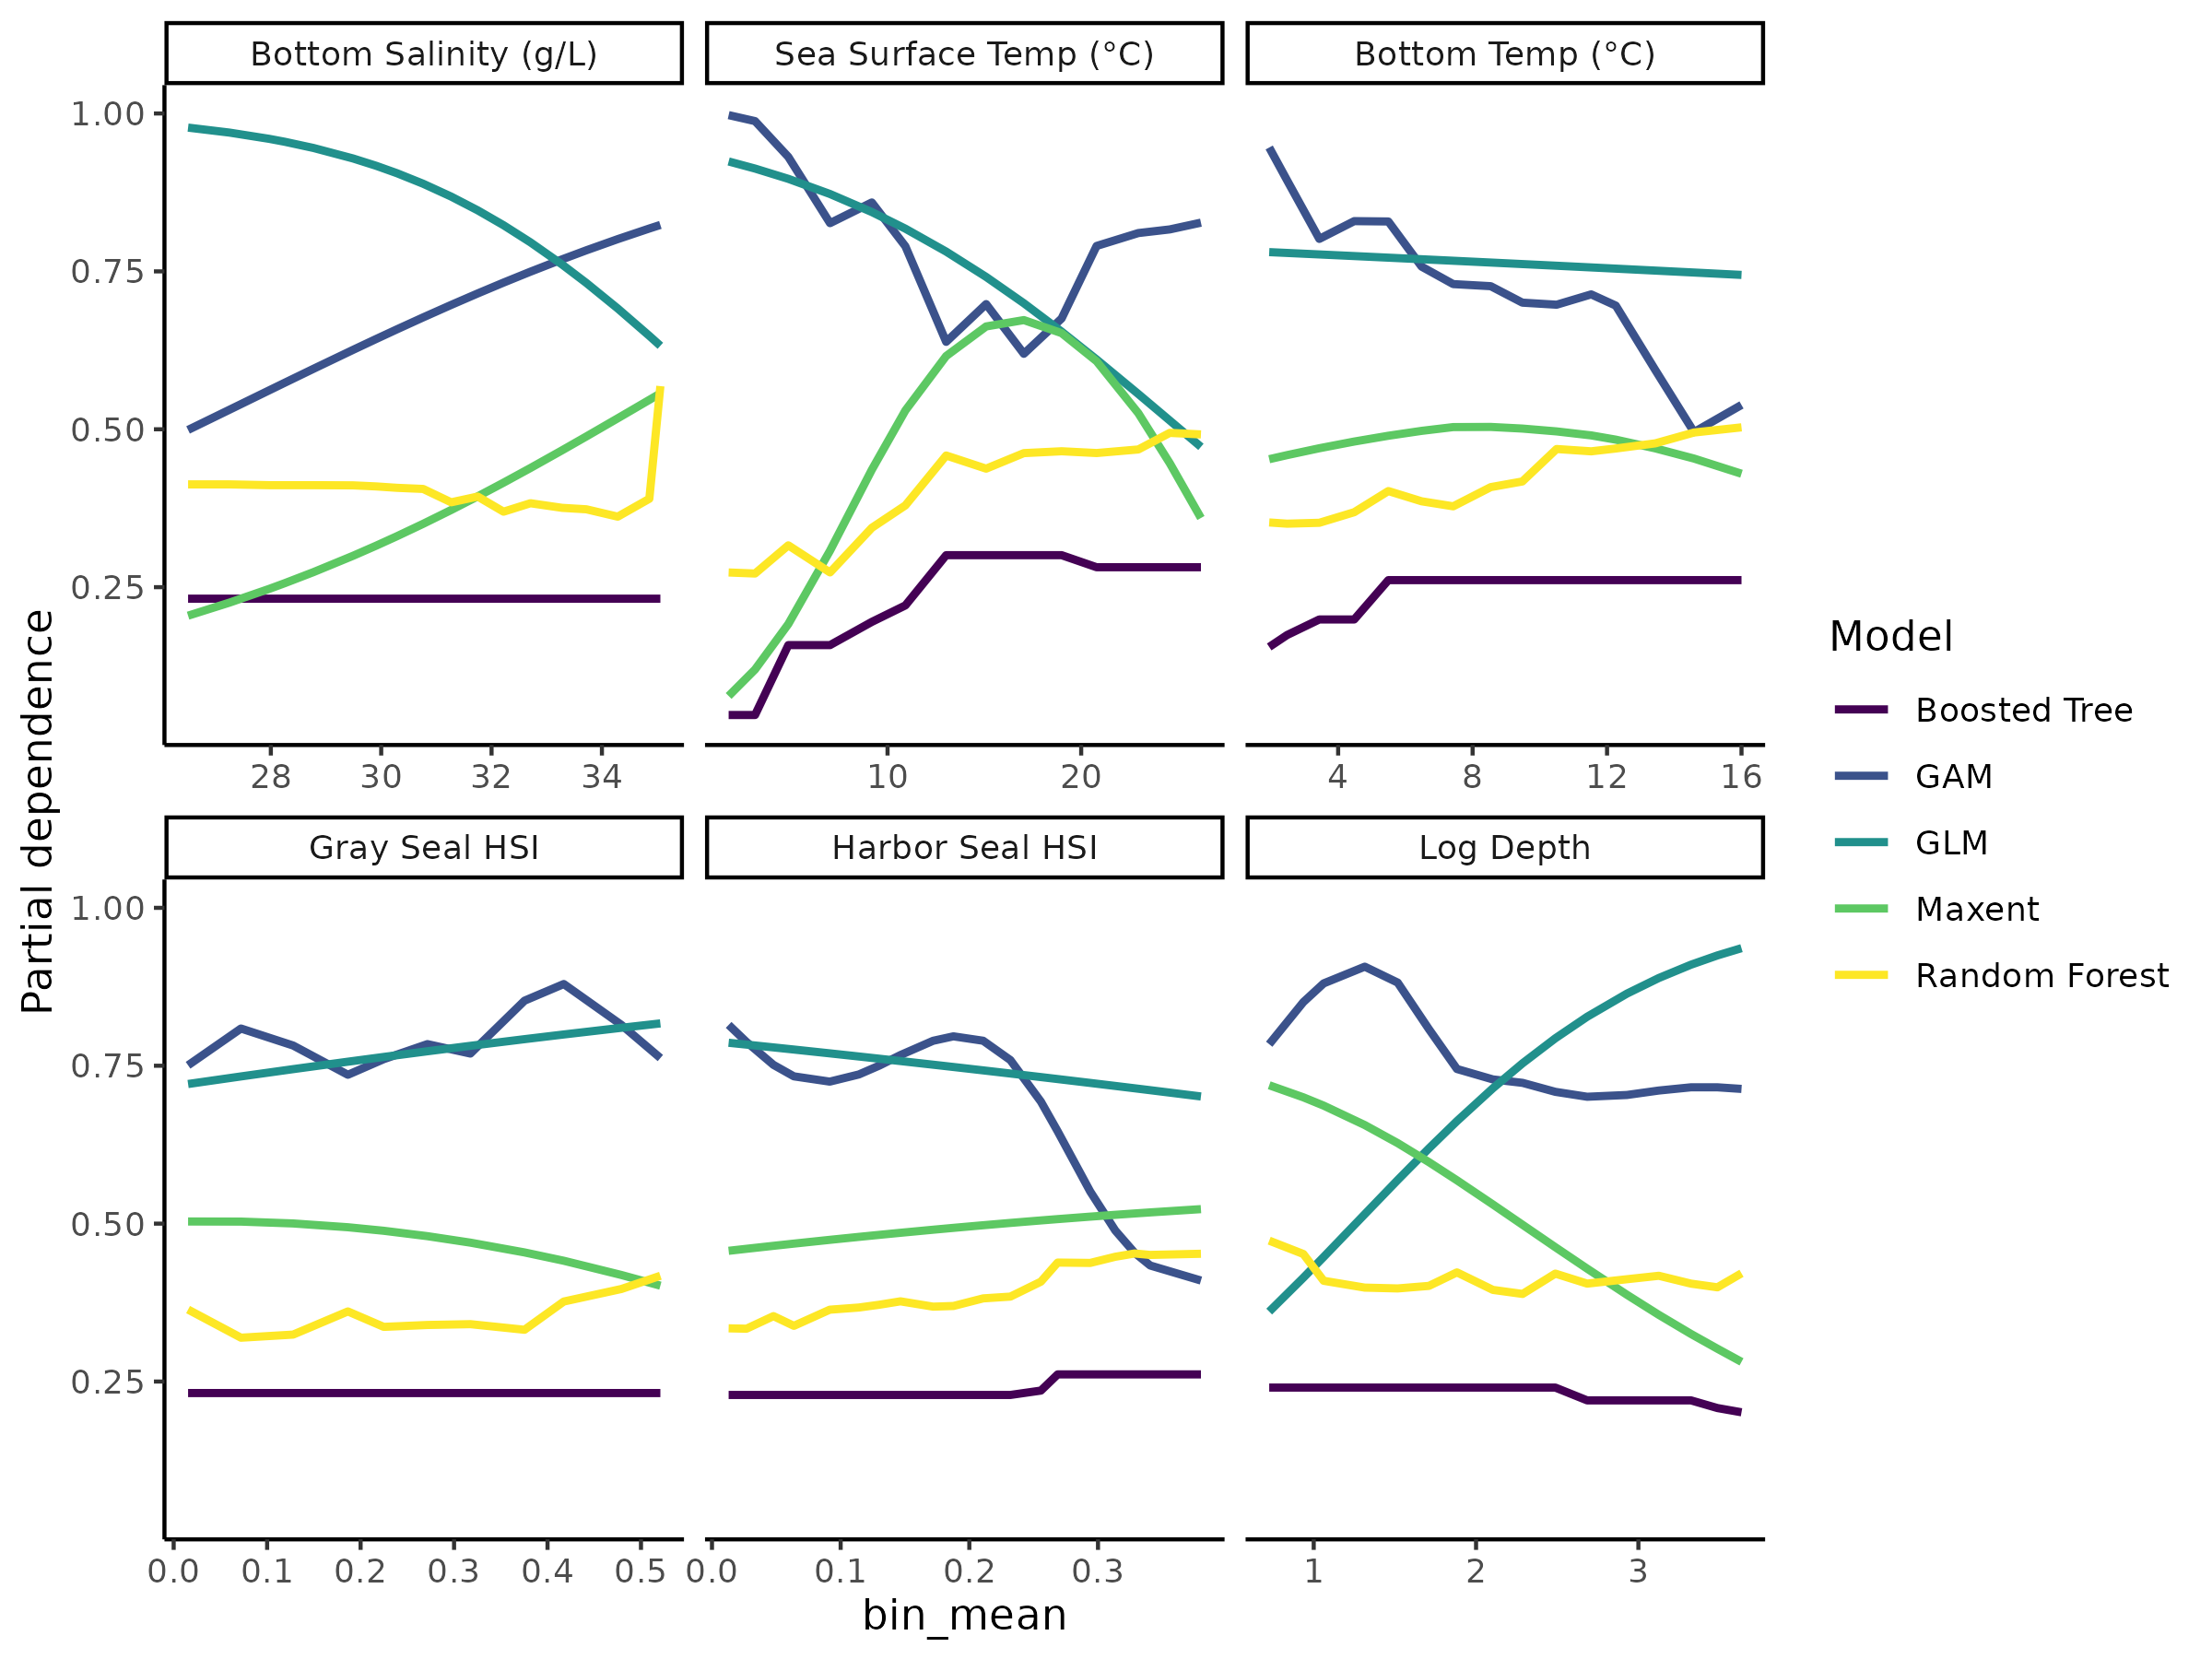 Bottom Salinity (g/L)
Sea Surface Temp (°C)
Bottom Temp (°C)
1.00
0.75
0.50
0.25
28 30 32 34
10 20
4 8 12 16
Gray Seal HSI
Harbor Seal HSI
Log Depth
1.00
0.75
0.50
0.25
0.0 0.1 0.2 0.3 0.4 0.5
0.0 0.1 0.2 0.3
1 2 3
bin_mean
Partial dependence
Model
Boosted Tree
GAM
GLM
Maxent
Random Forest